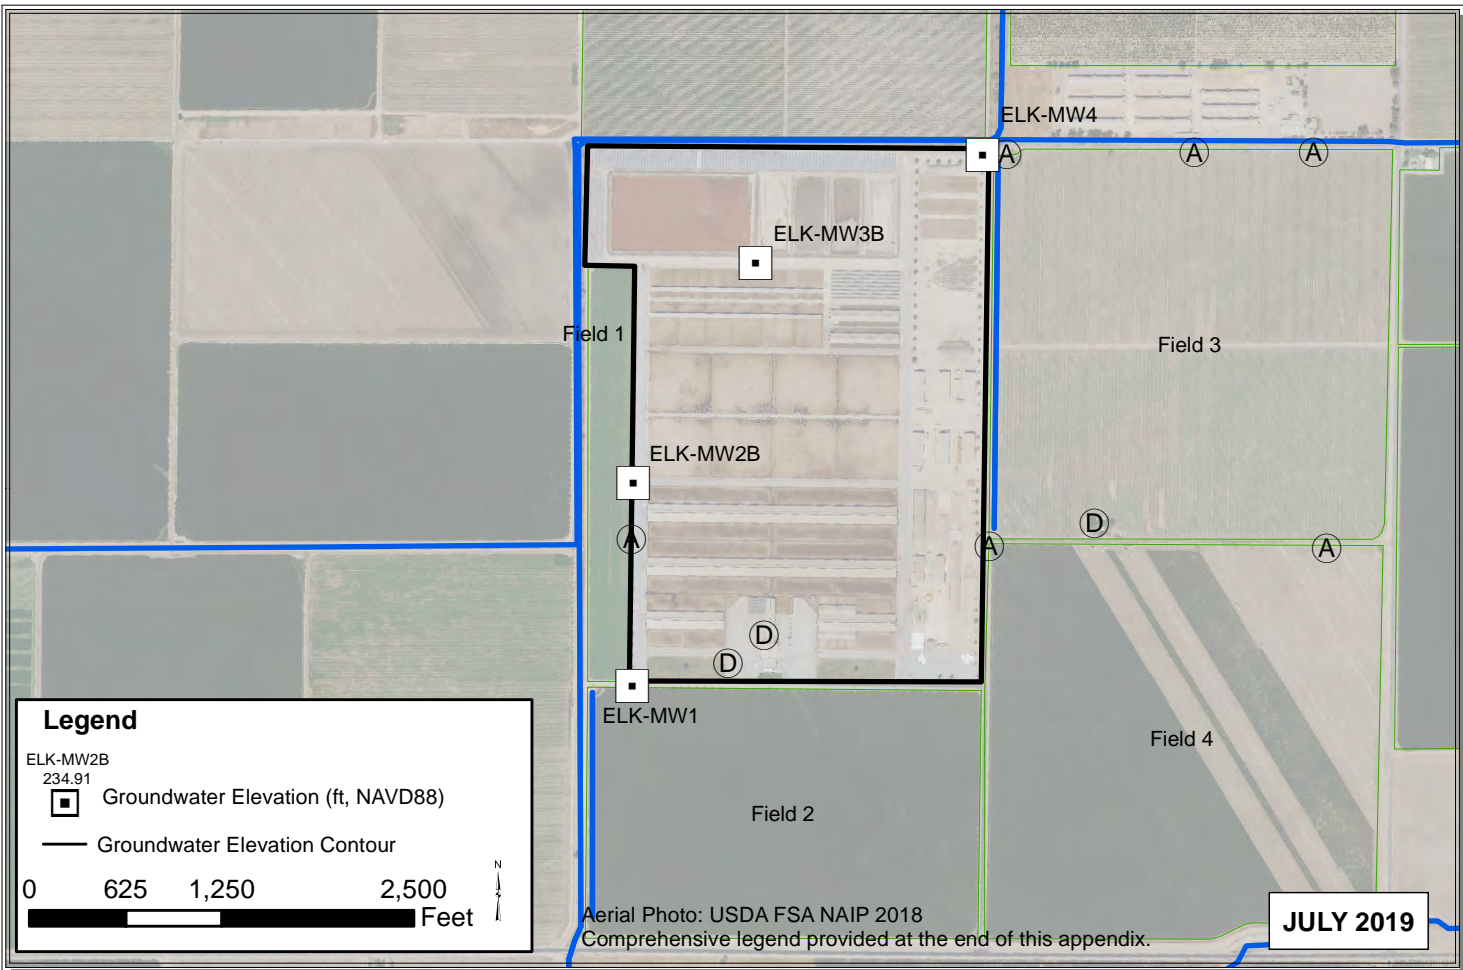 ELK-MW4
A
A
A
ELK-MW3B
Field 1
Field 3
ELK-MW2B
D
A
A
A
D
D
ELK-MW1
Field 4
Field 2
Legend
ELK-MW2B
234.91
Groundwater Elevation (ft, NAVD88)
Groundwater Elevation Contour
N
0 625 1,250 2,500
Feet
Aerial Photo: USDA FSA NAIP 2018
Comprehensive legend provided at the end of this appendix.
JULY 2019